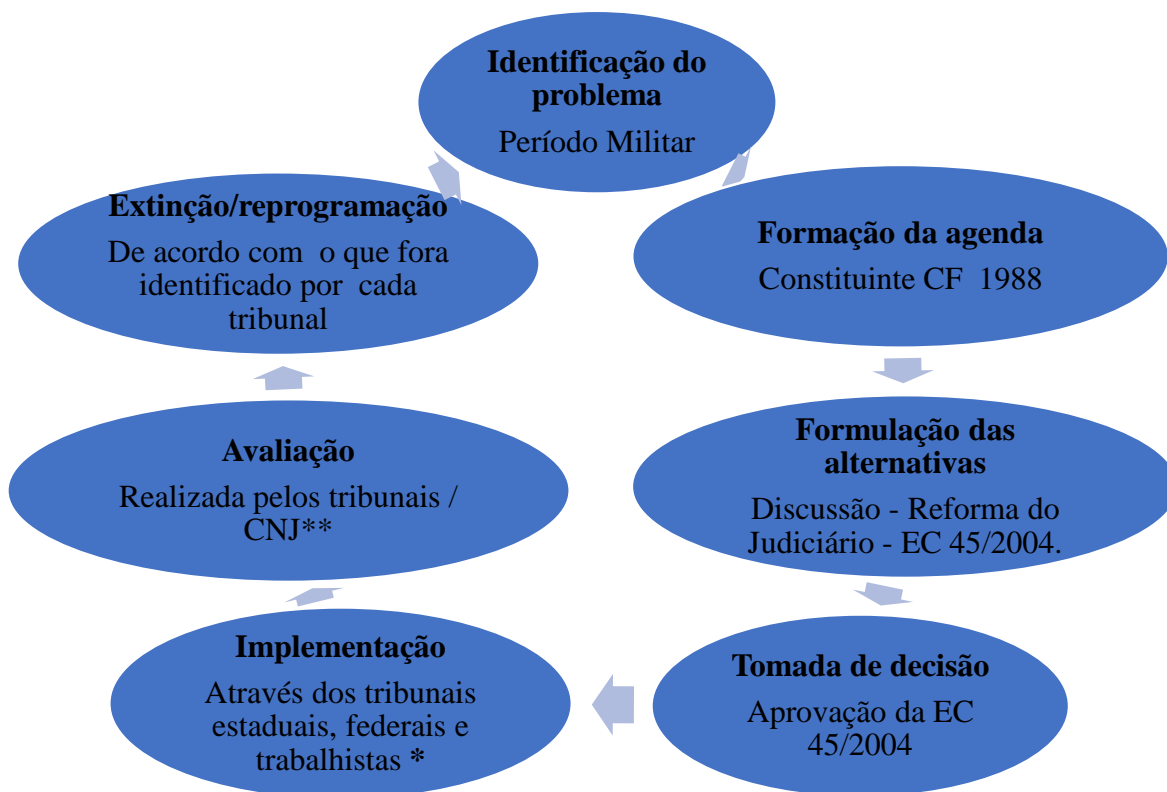 Identificação do
problema
Período Militar
Formação da agenda
Constituinte CF 1988
Formulação das
alternativas
Discussão - Reforma do
Judiciário - EC 45/2004.
Tomada de decisão
Aprovação da EC
45/2004
Implementação
Através dos tribunais
estaduais, federais e
trabalhistas *
Avaliação
Realizada pelos tribunais /
CNJ**
Extinção/reprogramação
De acordo com o que fora
identificado por cada
tribunal